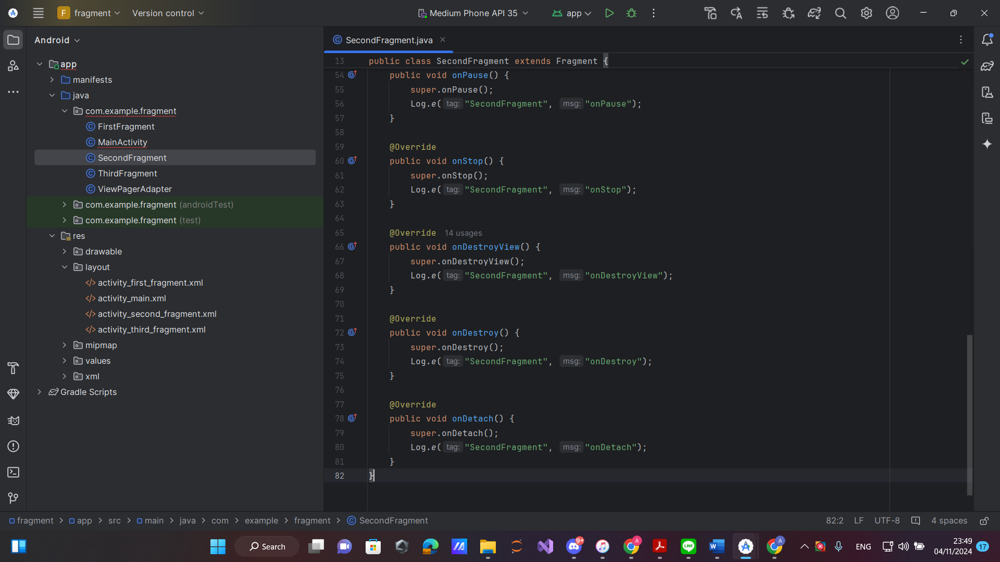 F fragment Version control Medium Phone API 35 app
Android
app
manifests
java
com.example.fragment
FirstFragment
MainActivity
SecondFragment
ThirdFragment
ViewPagerAdapter
com.example.fragment (androidTest)
com.example.fragment (test)
res
drawable
layout
activity_first_fragment.xml
activity_main.xml
activity_second_fragment.xml
activity_third_fragment.xml
mipmap
values
xml
Gradle Scripts
SecondFragment.java
13 public class SecondFragment extends Fragment {
54 public void onPause() {
55 super.onPause();
56 Log.e( tag: "SecondFragment", msg: "onPause");
57 }
58
59 @Override
60 public void onStop() {
61 super.onStop();
62 Log.e( tag: "SecondFragment", msg: "onStop");
63 }
64
65 @Override 14 usages
66 public void onDestroyView() {
67 super.onDestroyView();
68 Log.e( tag: "SecondFragment", msg: "onDestroyView");
69 }
70
71 @Override
72 public void onDestroy() {
73 super.onDestroy();
74 Log.e( tag: "SecondFragment", msg: "onDestroy");
75 }
76
77 @Override
78 public void onDetach() {
79 super.onDetach();
80 Log.e( tag: "SecondFragment", msg: "onDetach");
81 }
82 }
fragment > app > src > main > java > com > example > fragment > SecondFragment 82:2 LF UTF-8 4 spaces
Search 9+ A LINE W A ENG 23:49
04/11/2024 17